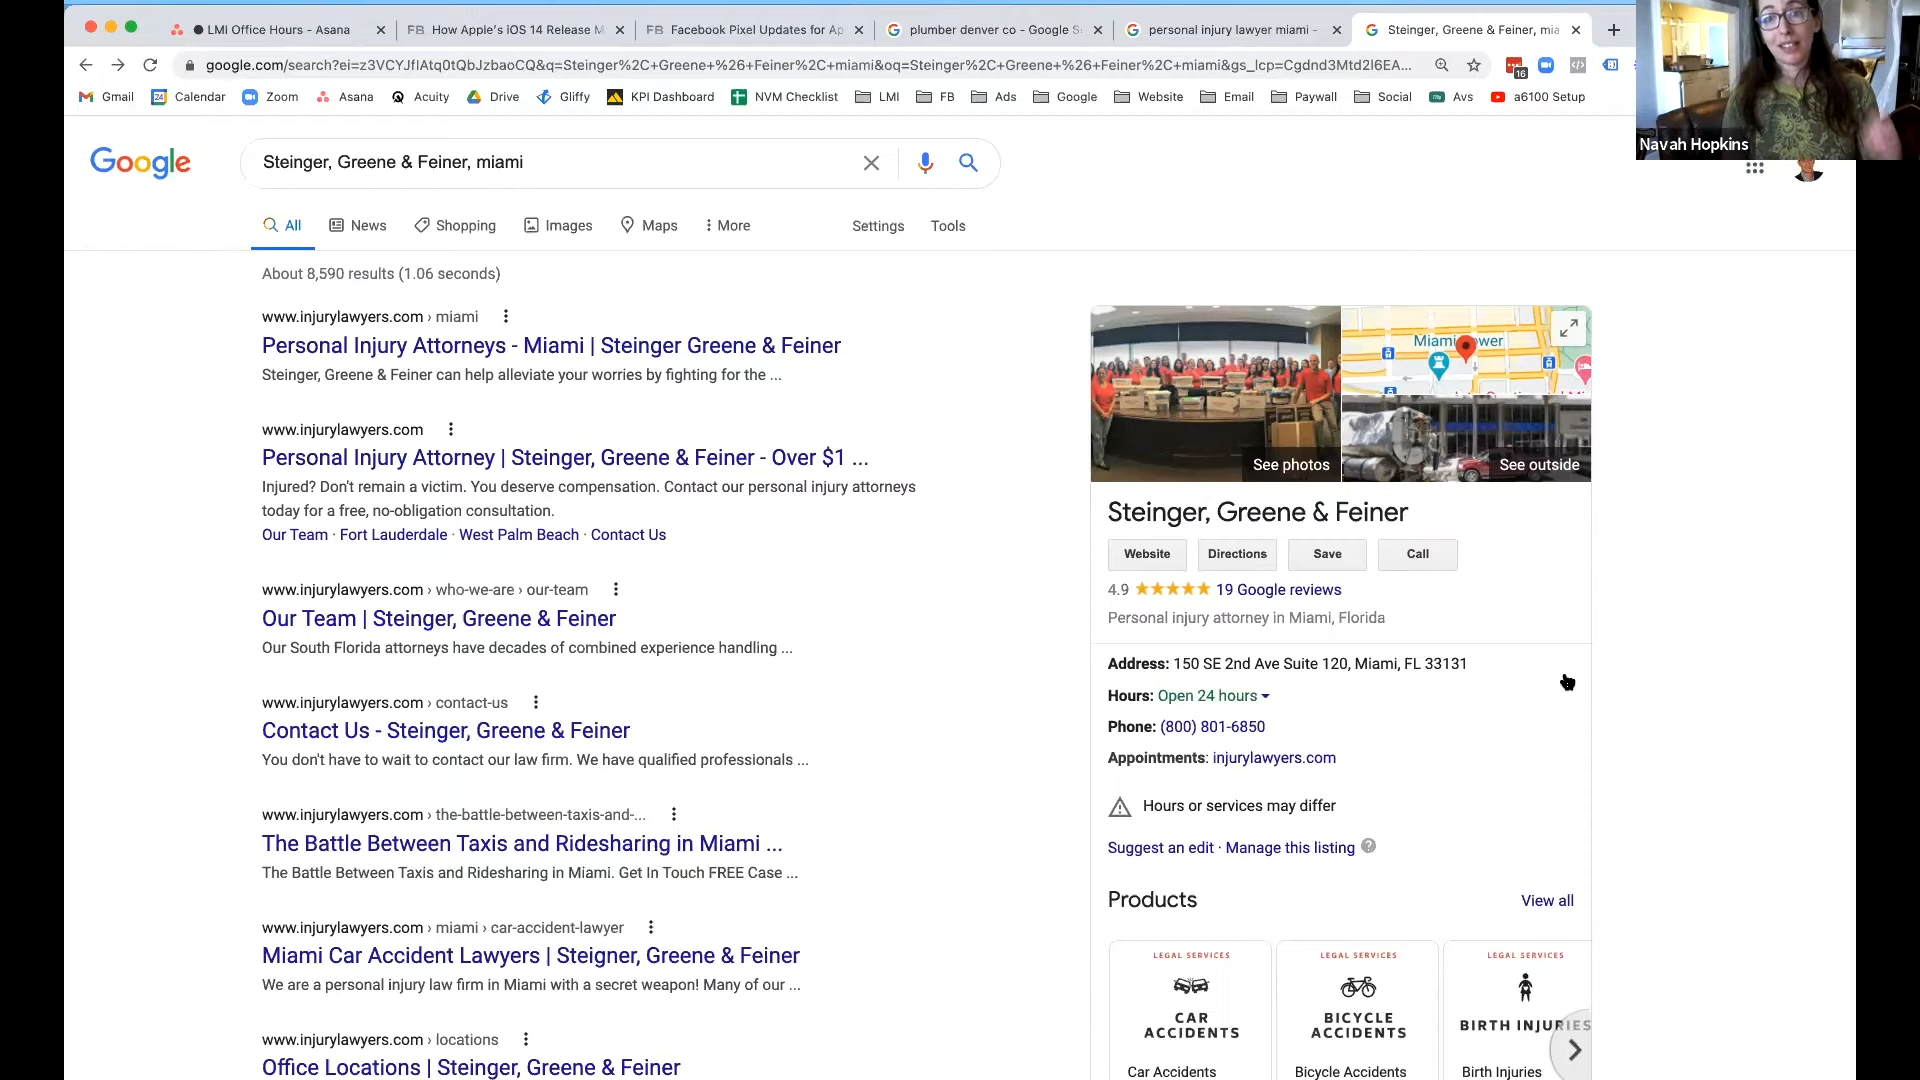 LMI Office Hours - Asana
How Apple's iOS 14 Release M
Facebook Pixel Updates for Ap
plumber denver co - Google S
personal injury lawyer miami -
Steinger, Greene & Feiner, mia
google.com/search?ei=z3VCYJflAtq0tQbJzbaoCQ&q=Steinger%2C+Greene+%26+Feiner%2C+miami&oq=Steinger%2C+Greene+%26+Feiner%2C+miami&gs_lcp=Cgdnd3Mtd2l6EA...
16
Gmail
24 Calendar
Zoom
Asana
Acuity
Drive
Gliffy
KPI Dashboard
NVM Checklist
LMI
FB
Ads
Google
Website
Email
Paywall
Social
Avs
a6100 Setup
Navah Hopkins
Google
Steinger, Greene & Feiner, miami
All
News
Shopping
Images
Maps
More
Settings
Tools
About 8,590 results (1.06 seconds)
www.injurylawyers.com › miami
Personal Injury Attorneys - Miami | Steinger Greene & Feiner
Steinger, Greene & Feiner can help alleviate your worries by fighting for the ...
www.injurylawyers.com
Personal Injury Attorney | Steinger, Greene & Feiner - Over $1 ...
Injured? Don't remain a victim. You deserve compensation. Contact our personal injury attorneys
today for a free, no-obligation consultation.
Our Team · Fort Lauderdale · West Palm Beach · Contact Us
www.injurylawyers.com › who-we-are › our-team
Our Team | Steinger, Greene & Feiner
Our South Florida attorneys have decades of combined experience handling ...
www.injurylawyers.com › contact-us
Contact Us - Steinger, Greene & Feiner
You don't have to wait to contact our law firm. We have qualified professionals ...
www.injurylawyers.com › the-battle-between-taxis-and-...
The Battle Between Taxis and Ridesharing in Miami ...
The Battle Between Taxis and Ridesharing in Miami. Get In Touch FREE Case ...
www.injurylawyers.com › miami › car-accident-lawyer
Miami Car Accident Lawyers | Steigner, Greene & Feiner
We are a personal injury law firm in Miami with a secret weapon! Many of our ...
www.injurylawyers.com › locations
Office Locations | Steinger, Greene & Feiner
See photos
See outside
Steinger, Greene & Feiner
Website
Directions
Save
Call
4.9 19 Google reviews
Personal injury attorney in Miami, Florida
Address: 150 SE 2nd Ave Suite 120, Miami, FL 33131
Hours: Open 24 hours
Phone: (800) 801-6850
Appointments: injurylawyers.com
Hours or services may differ
Suggest an edit · Manage this listing
Products
View all
LEGAL SERVICES
CAR
ACCIDENTS
Car Accidents
LEGAL SERVICES
BICYCLE
ACCIDENTS
Bicycle Accidents
LEGAL SERVICES
BIRTH INJURIES
Birth Injuries